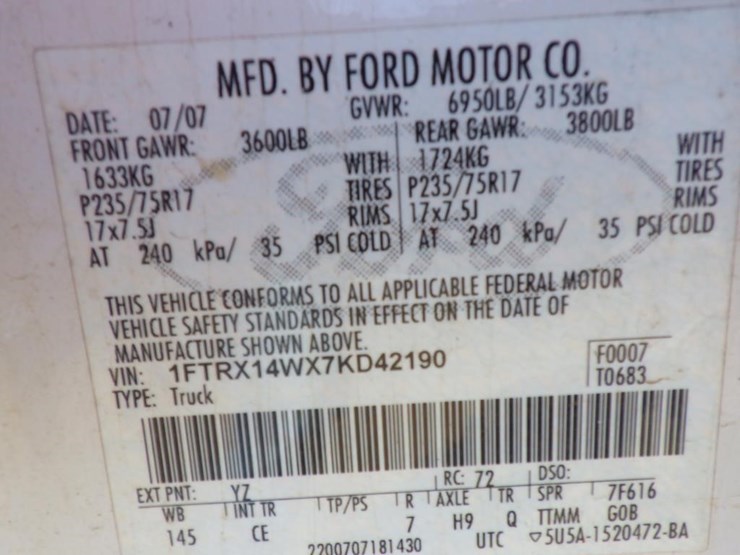 MFD. BY FORD MOTOR CO.
DATE: 07/07 GVWR: 6950LB/ 3153KG
FRONT GAWR: 3600LB REAR GAWR: 3800LB
1633KG WITH 1724KG WITH
P235/75R17 TIRES P235/75R17 TIRES
17x7.5J RIMS 17x7.5J RIMS
AT 240 kPa/ 35 PSI COLD AT 240 kPa/ 35 PSI COLD
Ford
THIS VEHICLE CONFORMS TO ALL APPLICABLE FEDERAL MOTOR
VEHICLE SAFETY STANDARDS IN EFFECT ON THE DATE OF
MANUFACTURE SHOWN ABOVE.
VIN: 1FTRX14WX7KD42190 F0007
TYPE: Truck T0683
EXT PNT: YZ RC: 72 DSO:
WB INT TR TP/PS R AXLE TR SPR 7F616
145 CE 7 H9 Q TTMM GOB
2200707181430 UTC ▽5U5A-1520472-BA